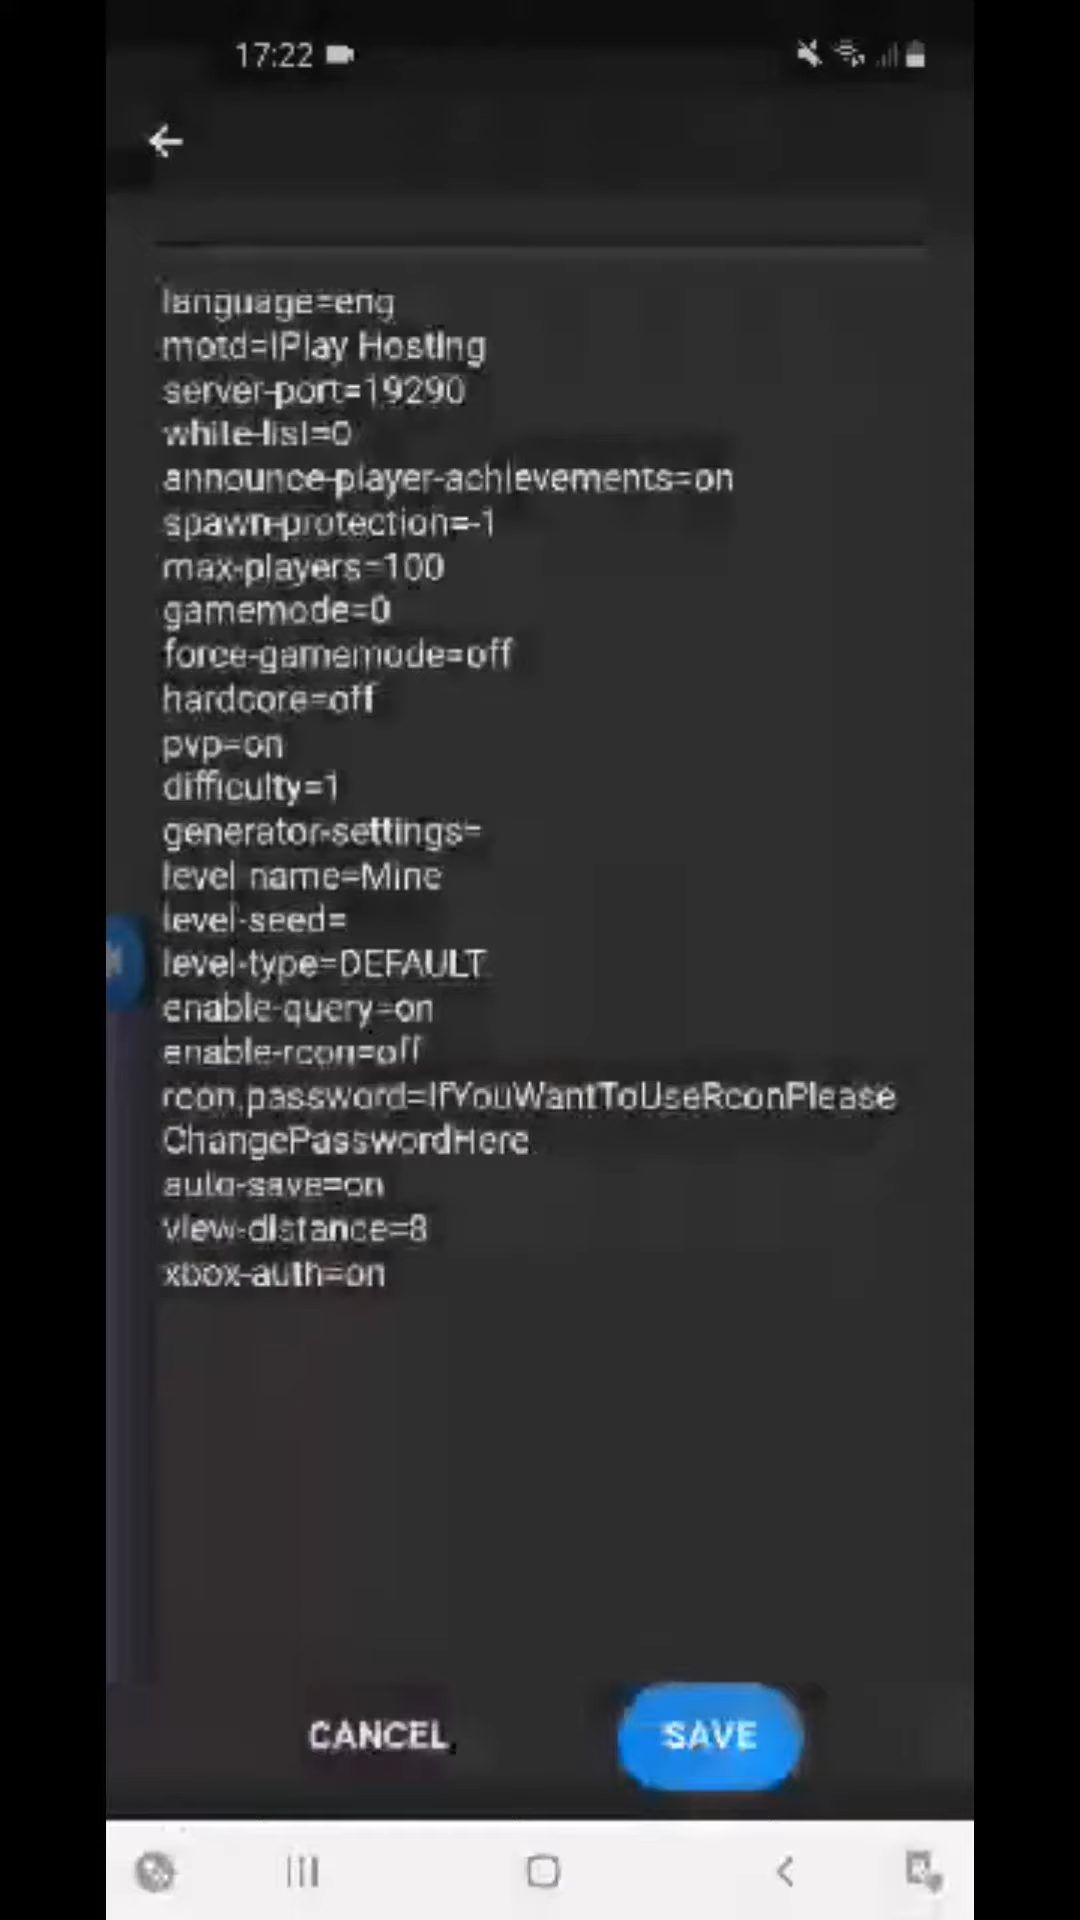 17:22
language=eng
motd=IPlay Hosting
server-port=19290
white-list=0
announce-player-achievements=on
spawn-protection=-1
max-players=100
gamemode=0
force-gamemode=off
hardcore=off
pvp=on
difficulty=1
generator-settings=
level-name=Mine
level-seed=
level-type=DEFAULT
enable-query=on
enable-rcon=off
rcon.password=IfYouWantToUseRconPlease
ChangePasswordHere
auto-save=on
view-distance=8
xbox-auth=on
CANCEL
SAVE